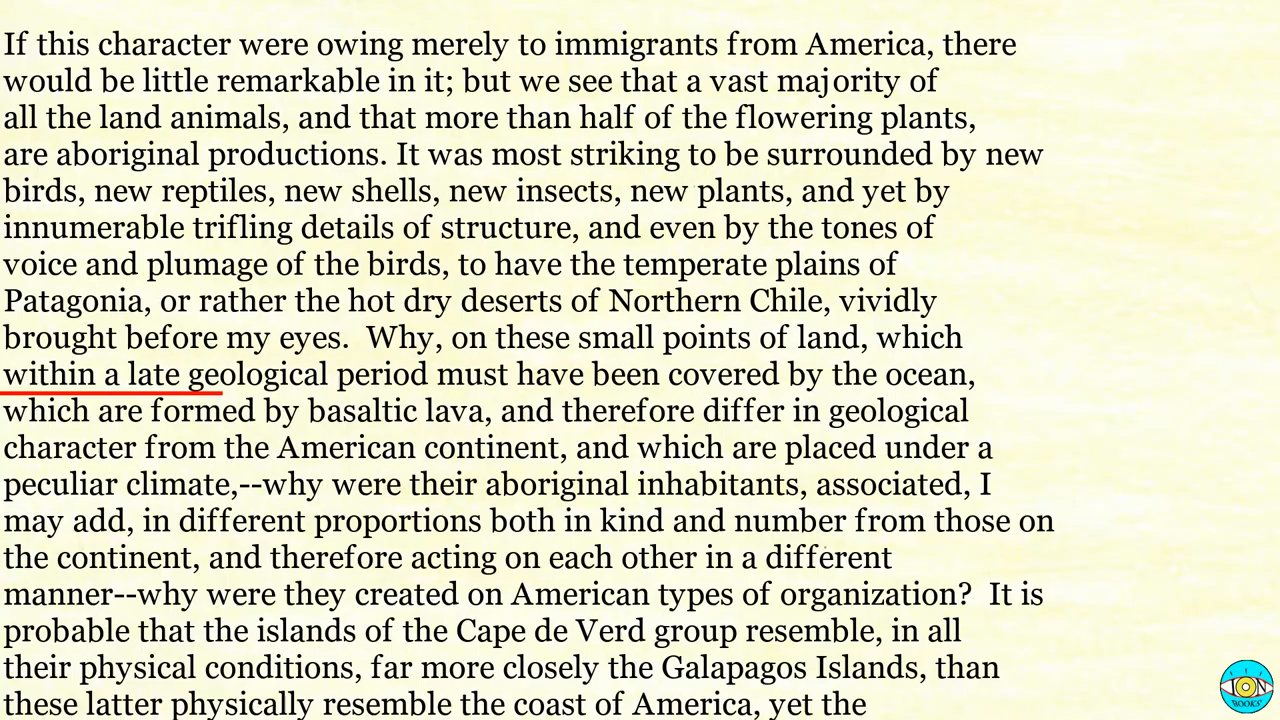 If this character were owing merely to immigrants from America, there
would be little remarkable in it; but we see that a vast majority of
all the land animals, and that more than half of the flowering plants,
are aboriginal productions. It was most striking to be surrounded by new
birds, new reptiles, new shells, new insects, new plants, and yet by
innumerable trifling details of structure, and even by the tones of
voice and plumage of the birds, to have the temperate plains of
Patagonia, or rather the hot dry deserts of Northern Chile, vividly
brought before my eyes.  Why, on these small points of land, which
within a late geological period must have been covered by the ocean,
which are formed by basaltic lava, and therefore differ in geological
character from the American continent, and which are placed under a
peculiar climate,--why were their aboriginal inhabitants, associated, I
may add, in different proportions both in kind and number from those on
the continent, and therefore acting on each other in a different
manner--why were they created on American types of organization?  It is
probable that the islands of the Cape de Verd group resemble, in all
their physical conditions, far more closely the Galapagos Islands, than
these latter physically resemble the coast of America, yet the
ION
BOOKS